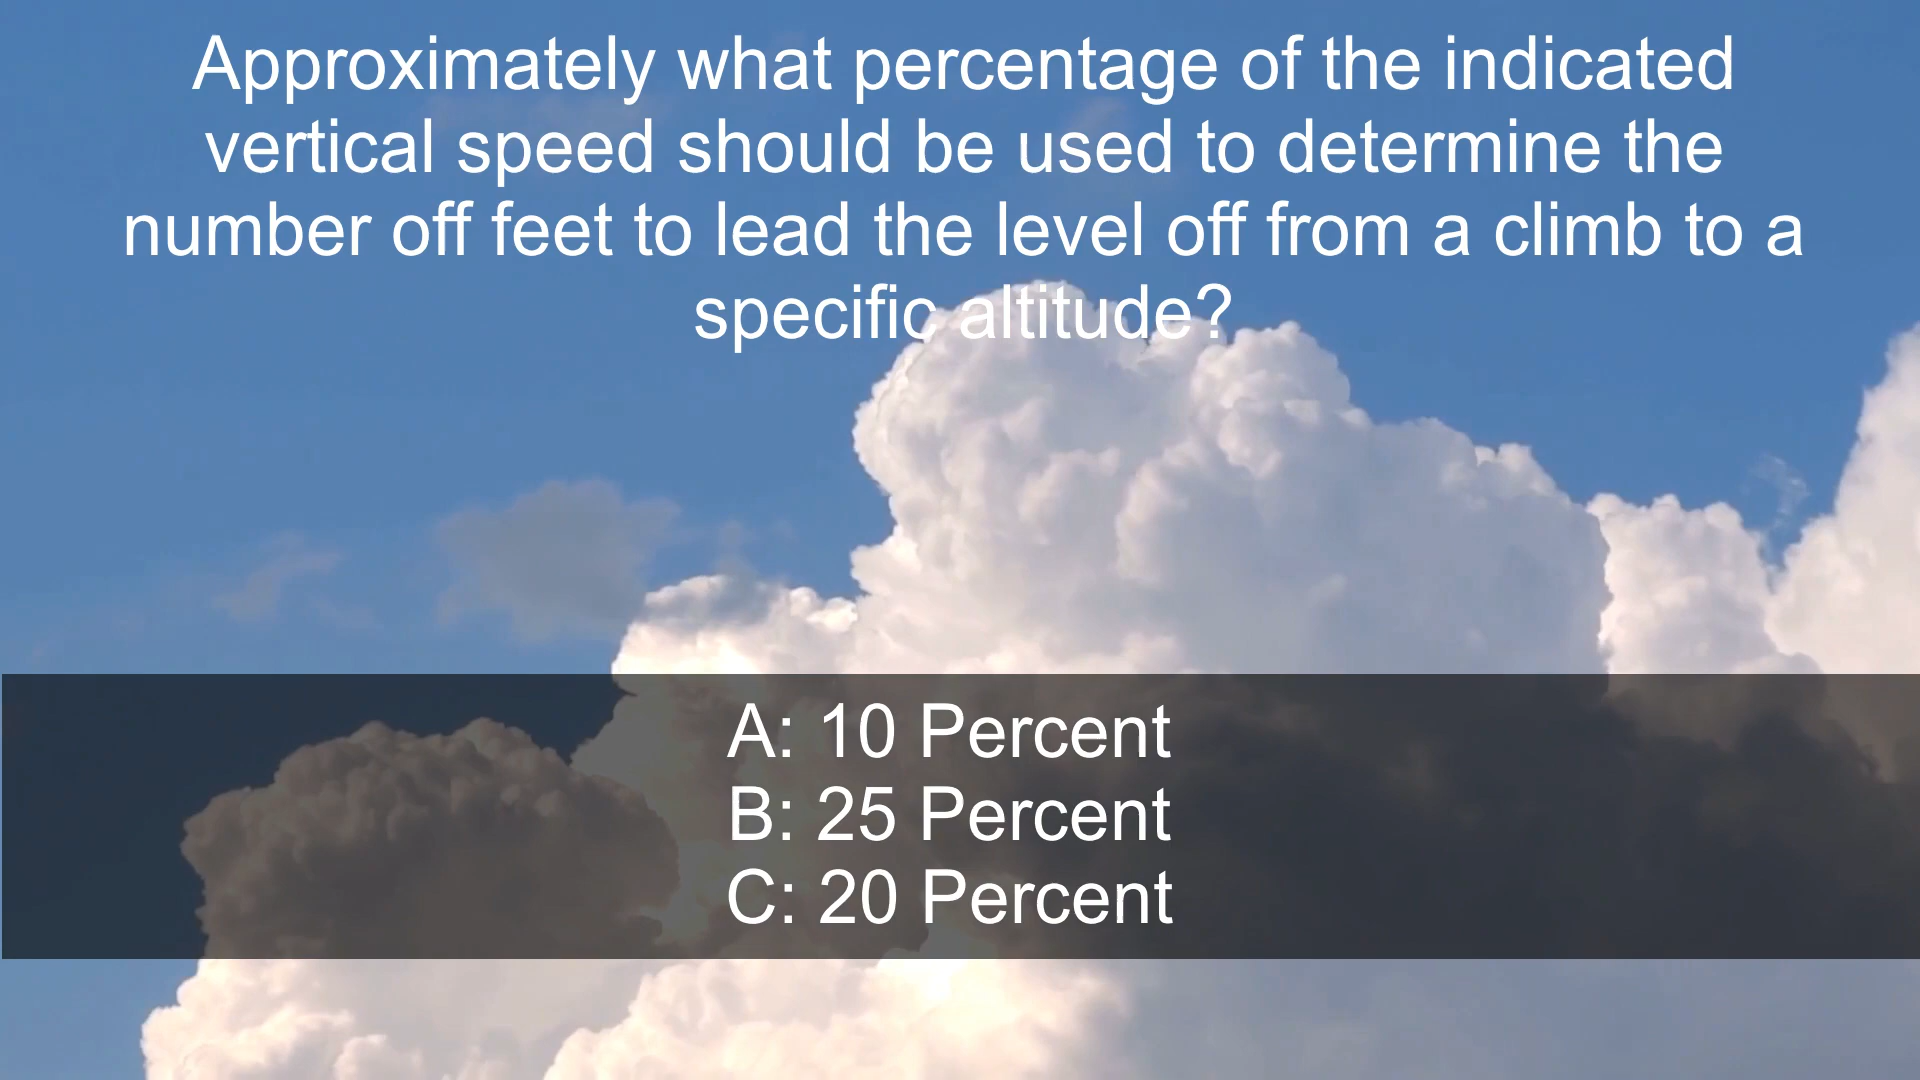 Approximately what percentage of the indicated
vertical speed should be used to determine the
number off feet to lead the level off from a climb to a
specific altitude?
A: 10 Percent
B: 25 Percent
C: 20 Percent